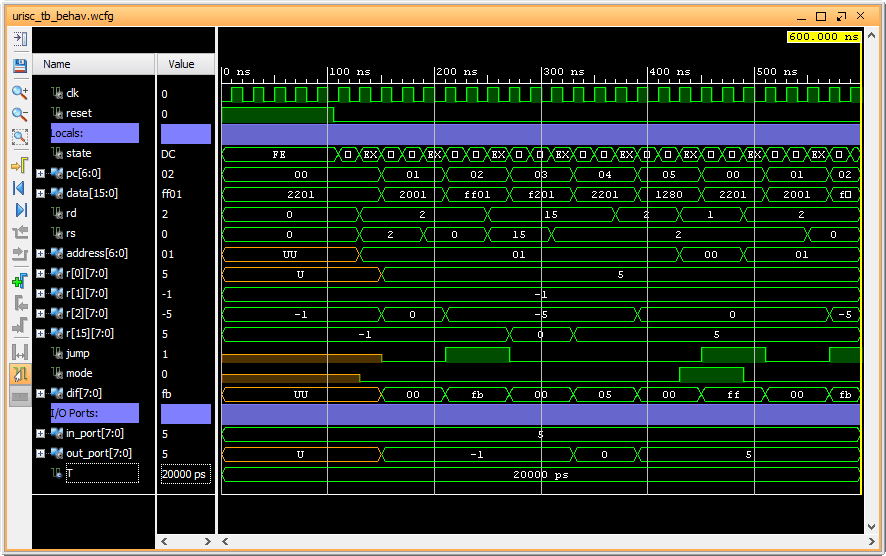 urisc_tb_behav.wcfg
600.000 ns
Name Value 0 ns 100 ns 200 ns 300 ns 400 ns 500 ns
clk 0
reset 0
Locals:
state DC FE EX EX EX EX EX EX EX EX
pc[6:0] 02 00 01 02 03 04 05 00 01 02
data[15:0] ff01 2201 2001 ff01 f201 2201 1280 2201 2001
rd 2 0 2 15 2 1 2
rs 0 0 2 0 15 2 0
address[6:0] 01 UU 01 00 01
r[0][7:0] 5 U 5
r[1][7:0] -1 -1
r[2][7:0] -5 -1 0 -5 0 -5
r[15][7:0] 5 -1 0 5
jump 1
mode 0
dif[7:0] fb UU 00 fb 00 05 00 ff 00 fb
I/O Ports:
in_port[7:0] 5 5
out_port[7:0] 5 U -1 0 5
T 20000 ps 20000 ps